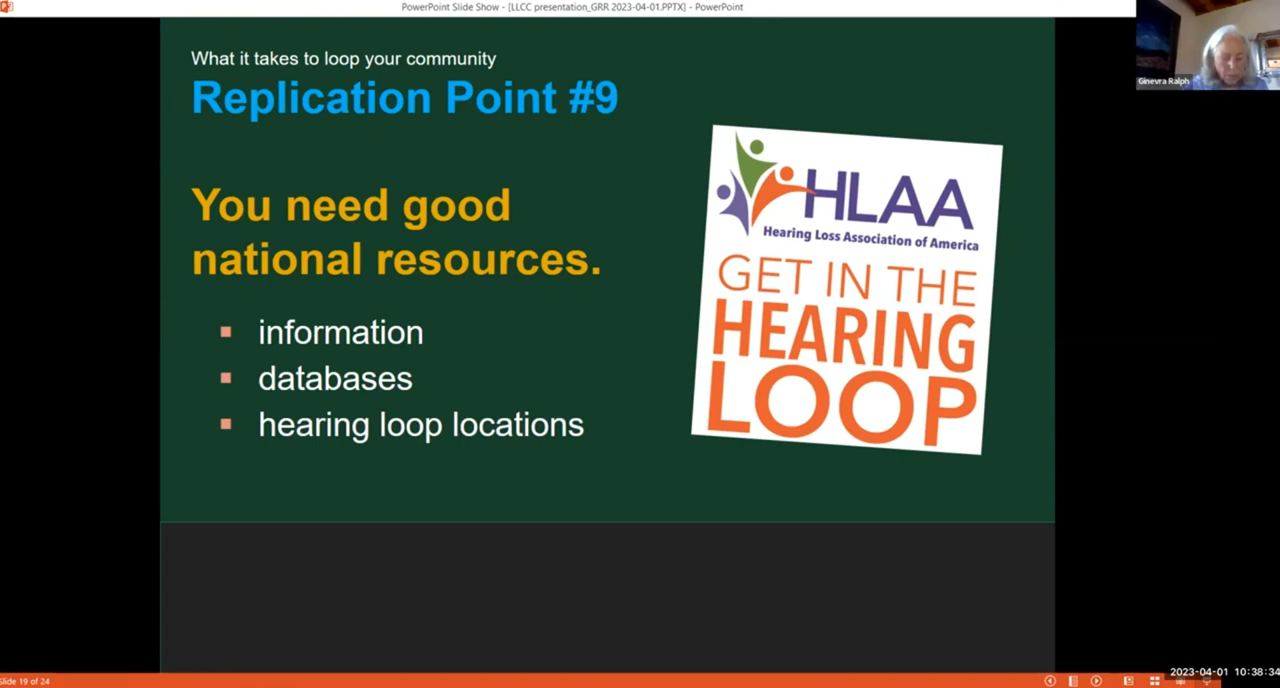 PowerPoint Slide Show - [LLCC presentation_GRR 2023-04-01.PPTX] - PowerPoint
Ginevra Ralph
What it takes to loop your community
Replication Point #9
You need good
national resources.
information
databases
hearing loop locations
HLAA
Hearing Loss Association of America
GET IN THE
HEARING
LOOP
Slide 19 of 24
2023-04-01 10:38:34